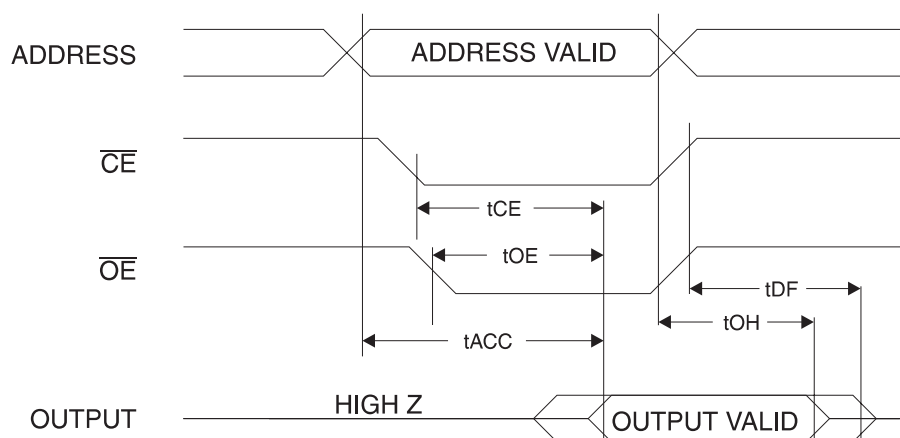 ADDRESS
ADDRESS VALID
CE
tCE
OE
tOE
tDF
tOH
tACC
HIGH Z
OUTPUT
OUTPUT VALID